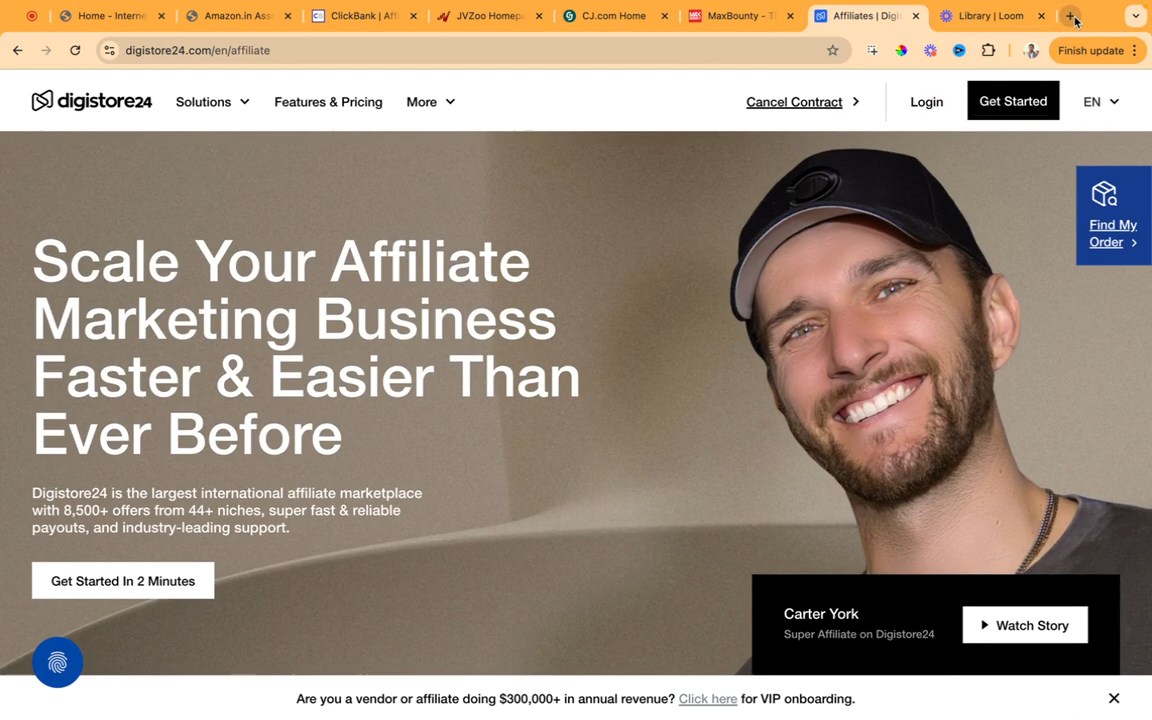 Home - Interne
Amazon.in Ass
ClickBank | Aff
JVZoo Homep
CJ.com Home
MaxBounty - T
Affiliates | Digi
Library | Loom
digistore24.com/en/affiliate
Finish update
digistore24
Solutions
Features & Pricing
More
Cancel Contract
Login
Get Started
EN
Find My
Order
Scale Your Affiliate
Marketing Business
Faster & Easier Than
Ever Before
Digistore24 is the largest international affiliate marketplace
with 8,500+ offers from 44+ niches, super fast & reliable
payouts, and industry-leading support.
Get Started In 2 Minutes
Carter York
Super Affiliate on Digistore24
Watch Story
Are you a vendor or affiliate doing $300,000+ in annual revenue? Click here for VIP onboarding.